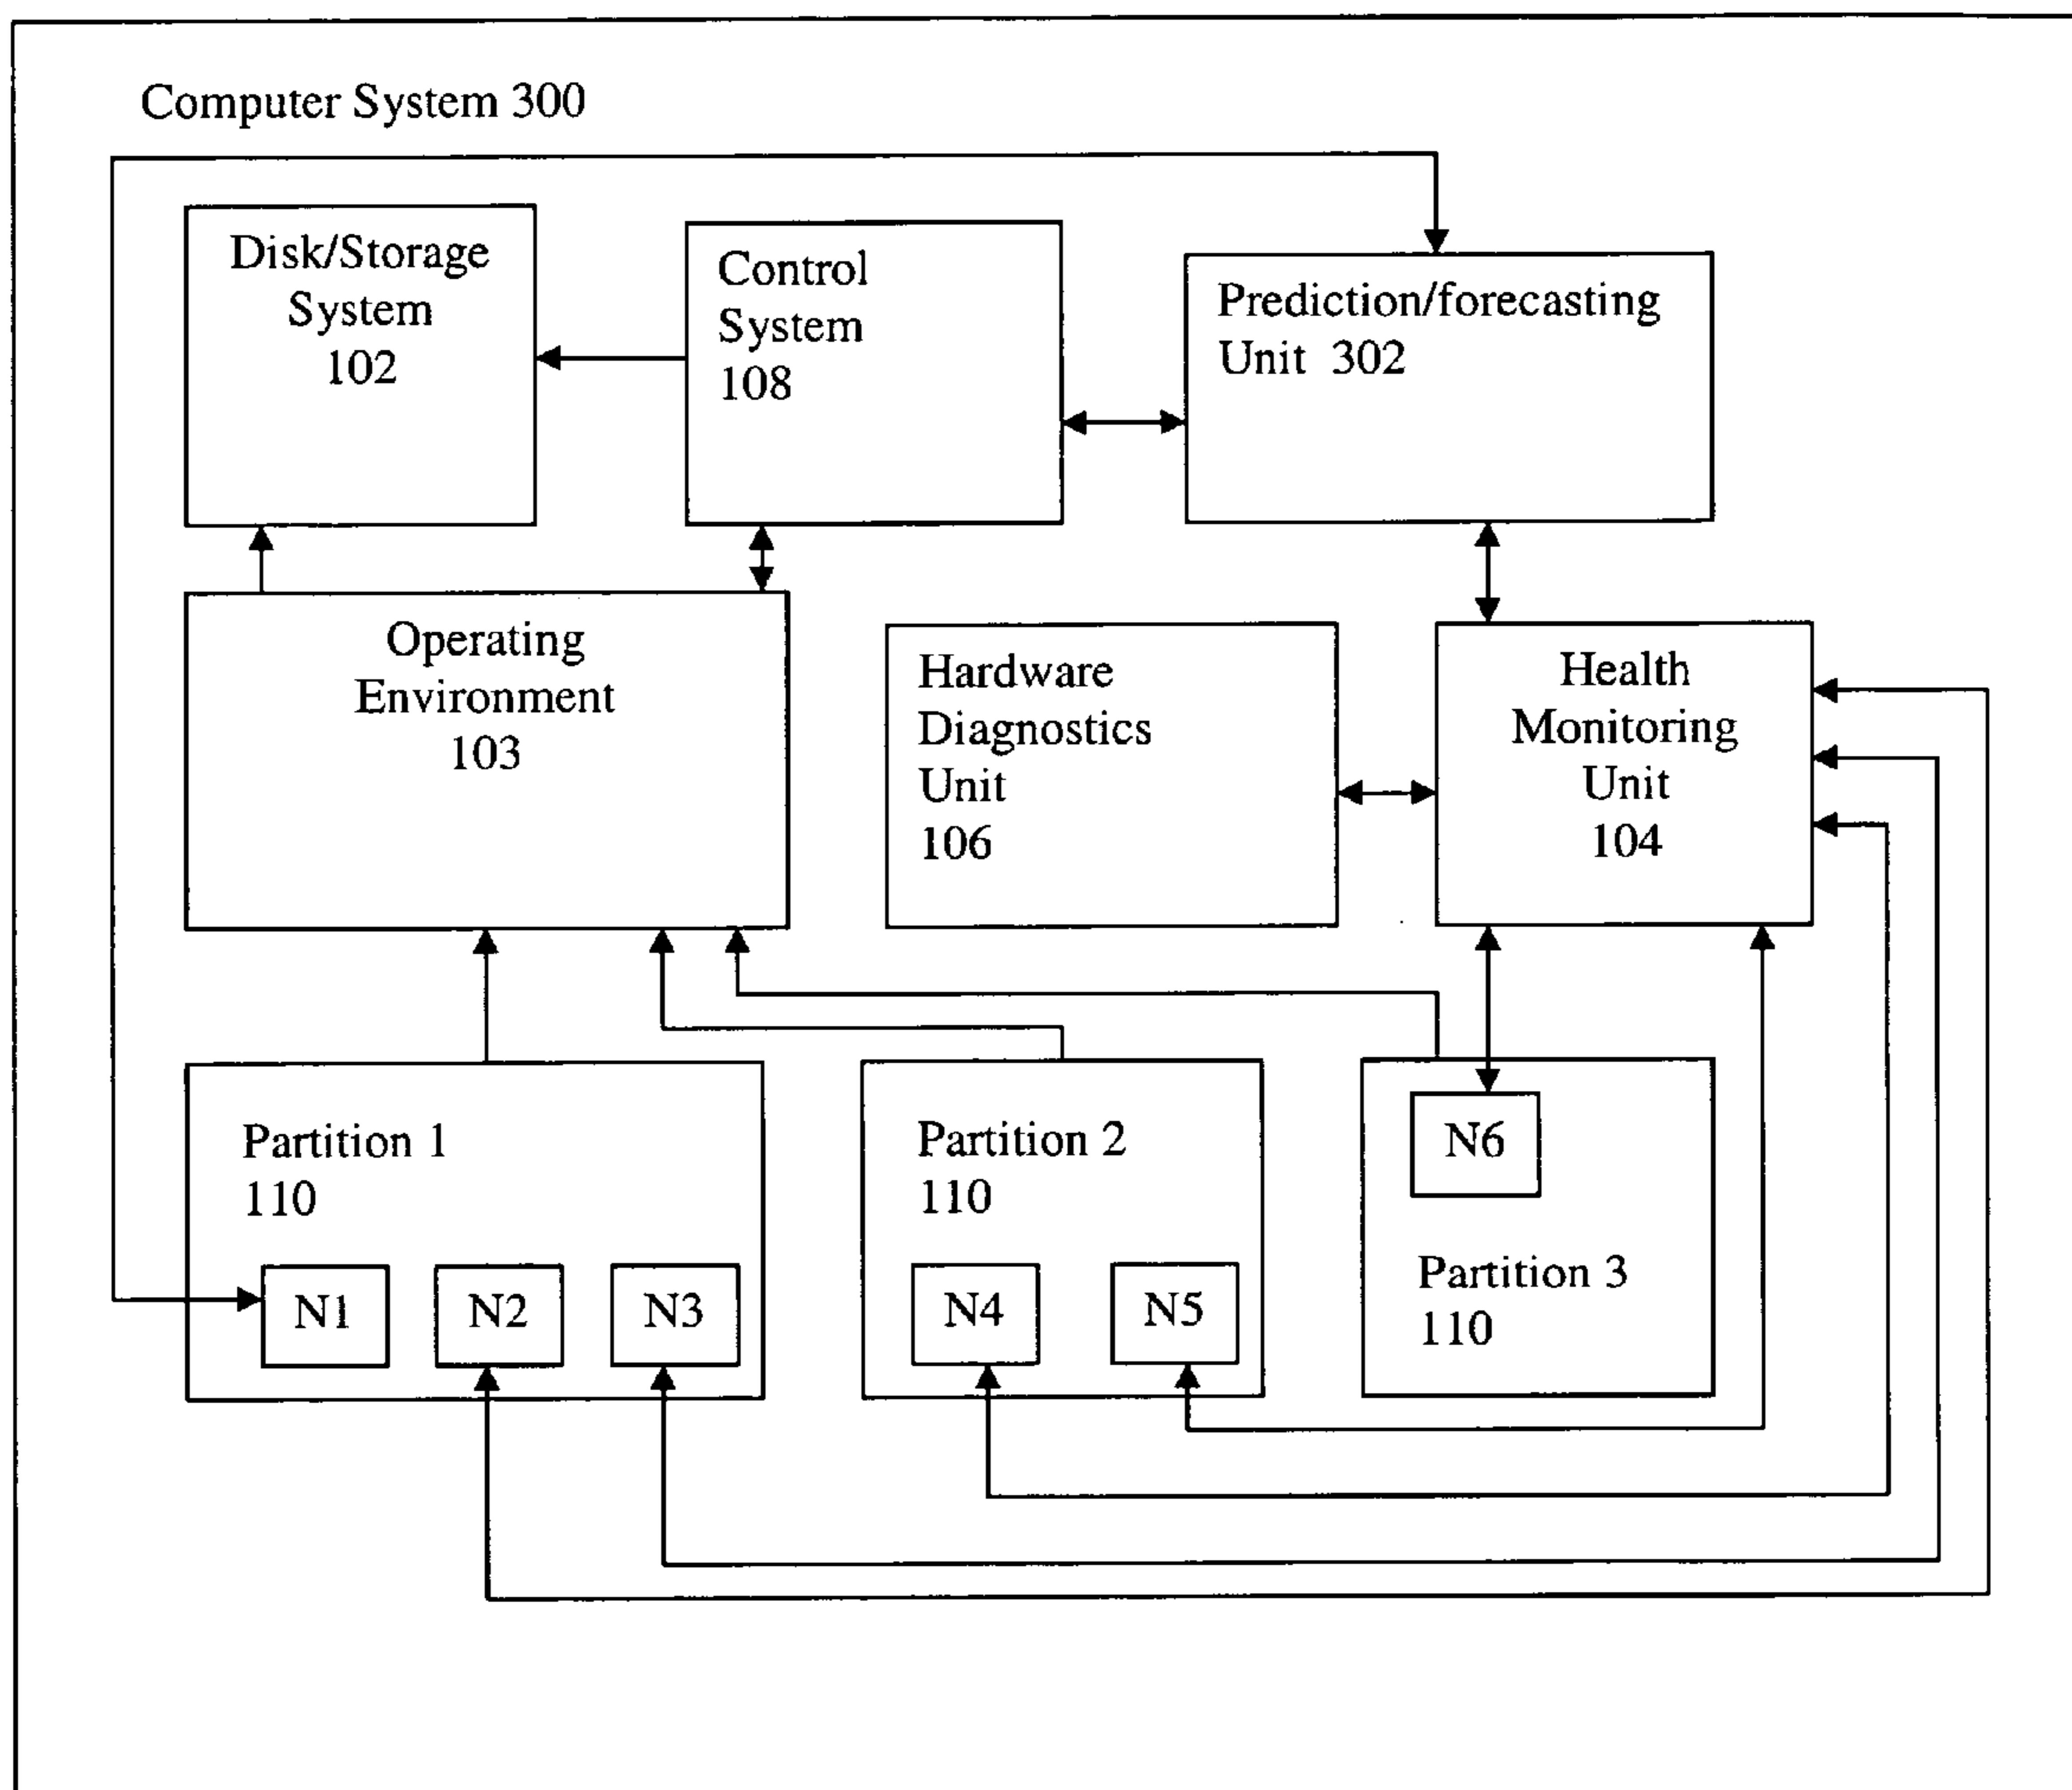 Computer System 300
Disk/Storage
System
102
Control
System
108
Prediction/forecasting
Unit 302
Operating
Environment
103
Hardware
Diagnostics
Unit
106
Health
Monitoring
Unit
104
Partition 1
110
N1
N2
N3
Partition 2
110
N4
N5
N6
Partition 3
110